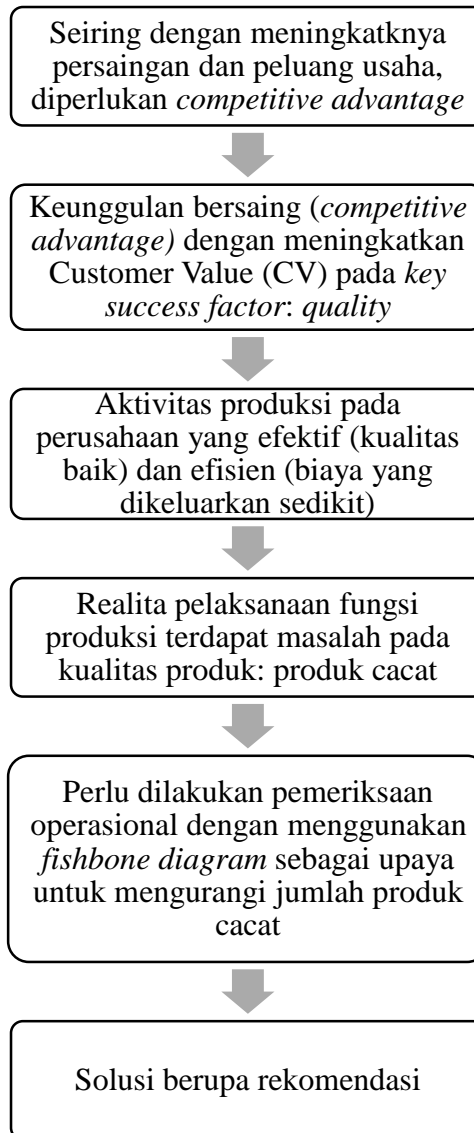 Seiring dengan meningkatknya
persaingan dan peluang usaha,
diperlukan competitive advantage
Keunggulan bersaing (competitive
advantage) dengan meningkatkan
Customer Value (CV) pada key
success factor: quality
Aktivitas produksi pada
perusahaan yang efektif (kualitas
baik) dan efisien (biaya yang
dikeluarkan sedikit)
Realita pelaksanaan fungsi
produksi terdapat masalah pada
kualitas produk: produk cacat
Perlu dilakukan pemeriksaan
operasional dengan menggunakan
fishbone diagram sebagai upaya
untuk mengurangi jumlah produk
cacat
Solusi berupa rekomendasi